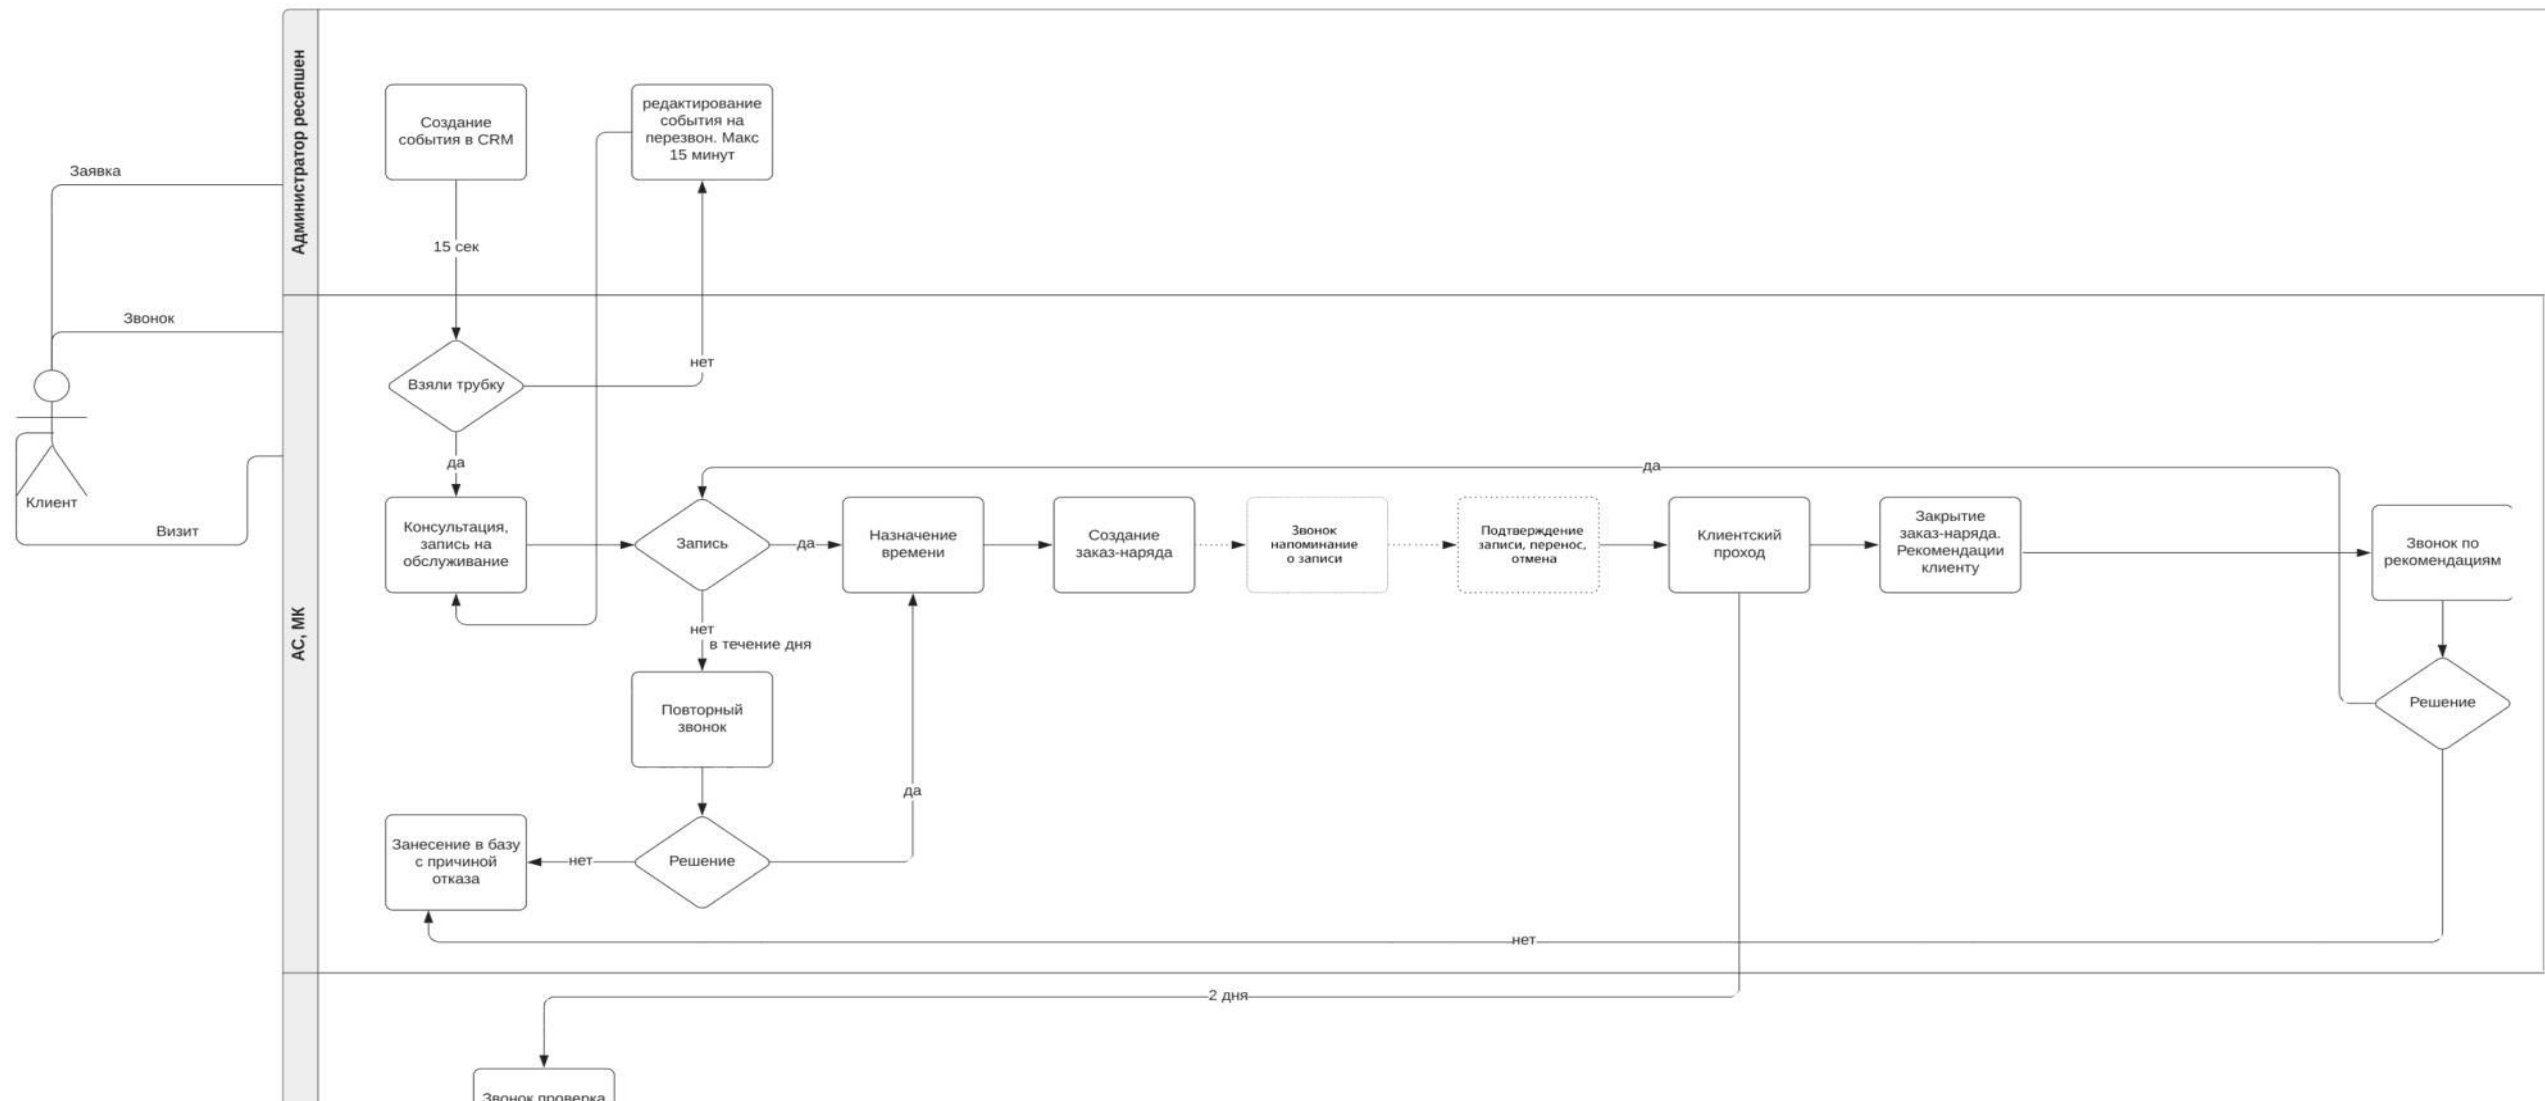 Администратор ресепшен
Создание
события в CRM
редактирование
события на
перезвон. Макс
15 минут
Заявка
15 сек
Звонок
нет
Взяли трубку
да
да
Клиент
Визит
АС, МК
Консультация,
запись на
обслуживание
Запись
да
Назначение
времени
Создание
заказ-наряда
Звонок
напоминание
о записи
Подтверждение
записи, перенос,
отмена
Клиентский
проход
Закрытие
заказ-наряда.
Рекомендации
клиенту
Звонок по
рекомендациям
нет
в течение дня
Повторный
звонок
Решение
да
Занесение в базу
с причиной
отказа
нет
Решение
нет
2 дня
Звонок проверка